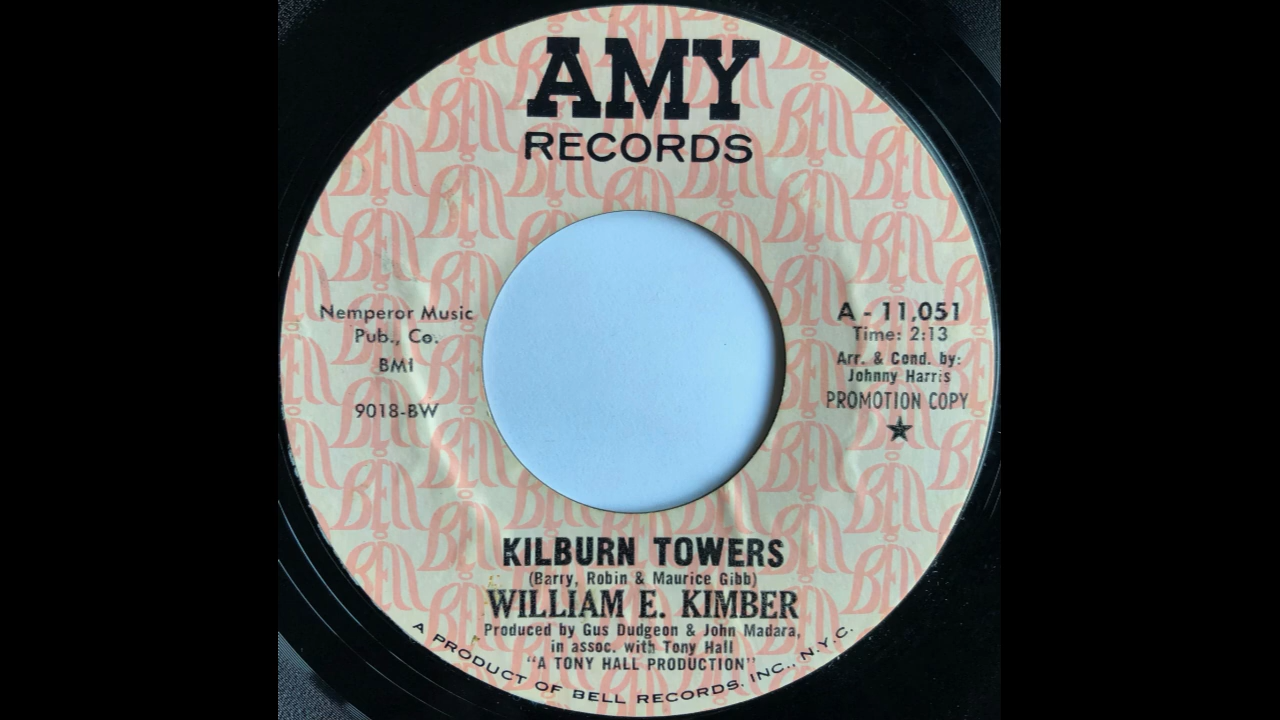 AMY
RECORDS
Nemperor Music
Pub., Co.
BMI
9018-BW
A - 11,051
Time: 2:13
Arr. & Cond. by:
Johnny Harris
PROMOTION COPY
KILBURN TOWERS
(Barry, Robin & Maurice Gibb)
WILLIAM E. KIMBER
Produced by Gus Dudgeon & John Madara,
in assoc. with Tony Hall
"A TONY HALL PRODUCTION"
A PRODUCT OF BELL RECORDS, INC., N.Y.C.
BELL